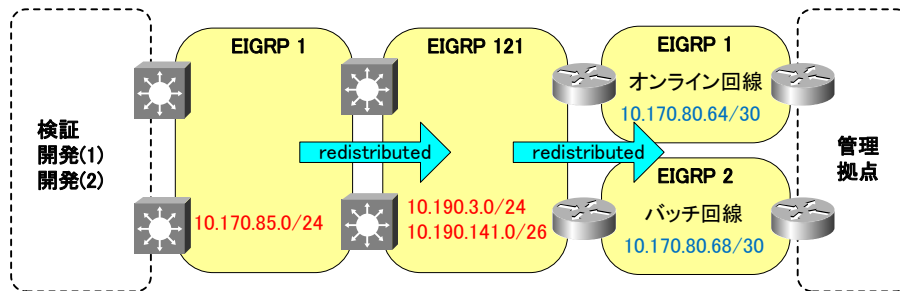 検証
開発(1)
開発(2)
EIGRP 1
10.170.85.0/24
redistributed
EIGRP 121
10.190.3.0/24
10.190.141.0/26
redistributed
EIGRP 1
オンライン回線
10.170.80.64/30
EIGRP 2
バッチ回線
10.170.80.68/30
管理
拠点